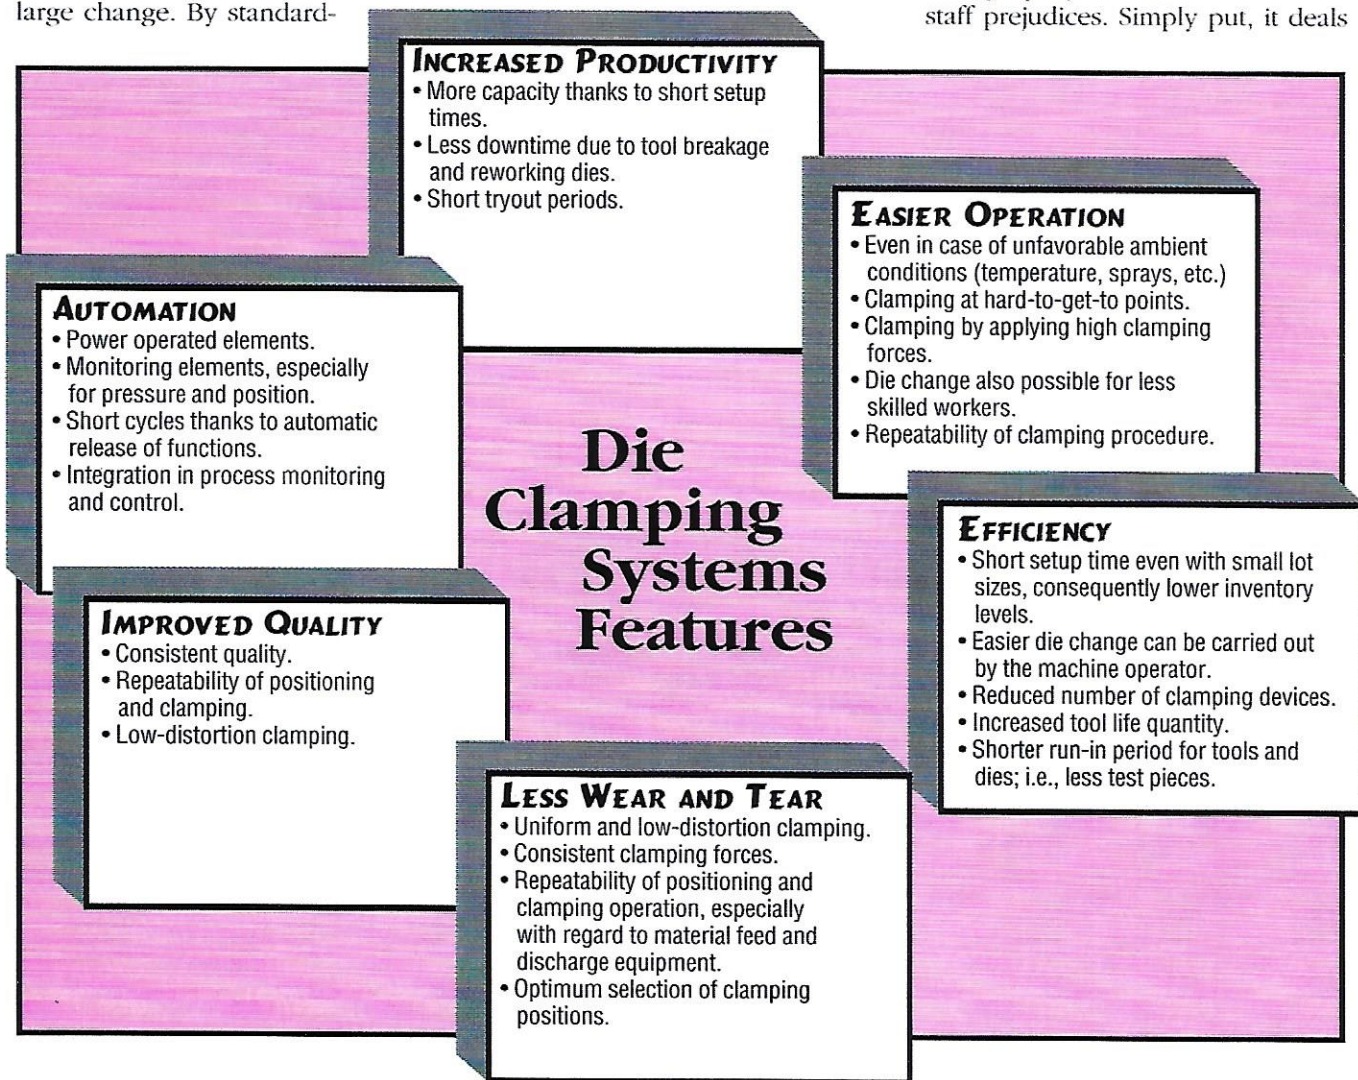 large change. By standard-
staff prejudices. Simply put, it deals
INCREASED PRODUCTIVITY
• More capacity thanks to short setup
times.
• Less downtime due to tool breakage
and reworking dies.
• Short tryout periods.
EASIER OPERATION
• Even in case of unfavorable ambient
conditions (temperature, sprays, etc.)
• Clamping at hard-to-get-to points.
• Clamping by applying high clamping
forces.
• Die change also possible for less
skilled workers.
• Repeatability of clamping procedure.
AUTOMATION
• Power operated elements.
• Monitoring elements, especially
for pressure and position.
• Short cycles thanks to automatic
release of functions.
• Integration in process monitoring
and control.
Die
Clamping
Systems
Features
EFFICIENCY
• Short setup time even with small lot
sizes, consequently lower inventory
levels.
• Easier die change can be carried out
by the machine operator.
• Reduced number of clamping devices.
• Increased tool life quantity.
• Shorter run-in period for tools and
dies; i.e., less test pieces.
IMPROVED QUALITY
• Consistent quality.
• Repeatability of positioning
and clamping.
• Low-distortion clamping.
LESS WEAR AND TEAR
• Uniform and low-distortion clamping.
• Consistent clamping forces.
• Repeatability of positioning and
clamping operation, especially
with regard to material feed and
discharge equipment.
• Optimum selection of clamping
positions.